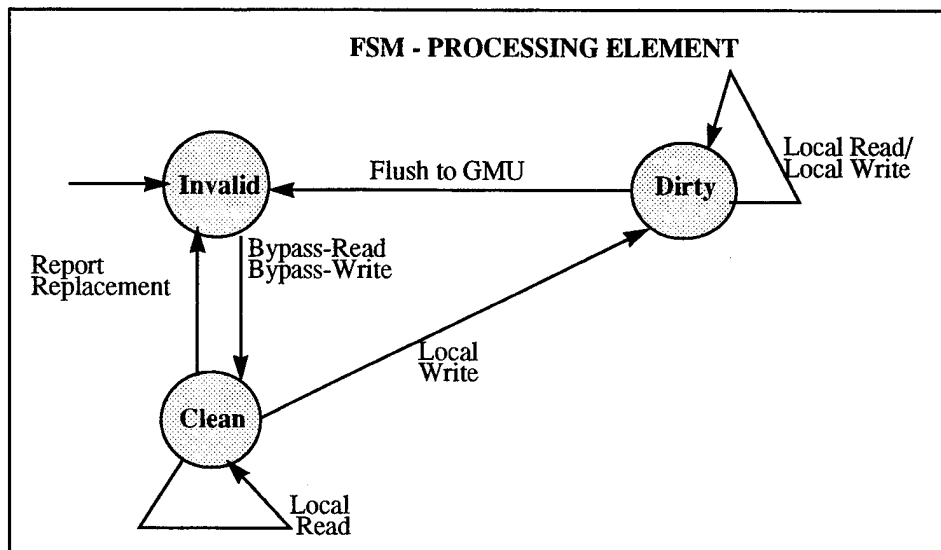 FSM - PROCESSING ELEMENT
Local Read/
Local Write
Invalid
Flush to GMU
Dirty
Bypass-Read
Bypass-Write
Report
Replacement
Local
Write
Clean
Local
Read